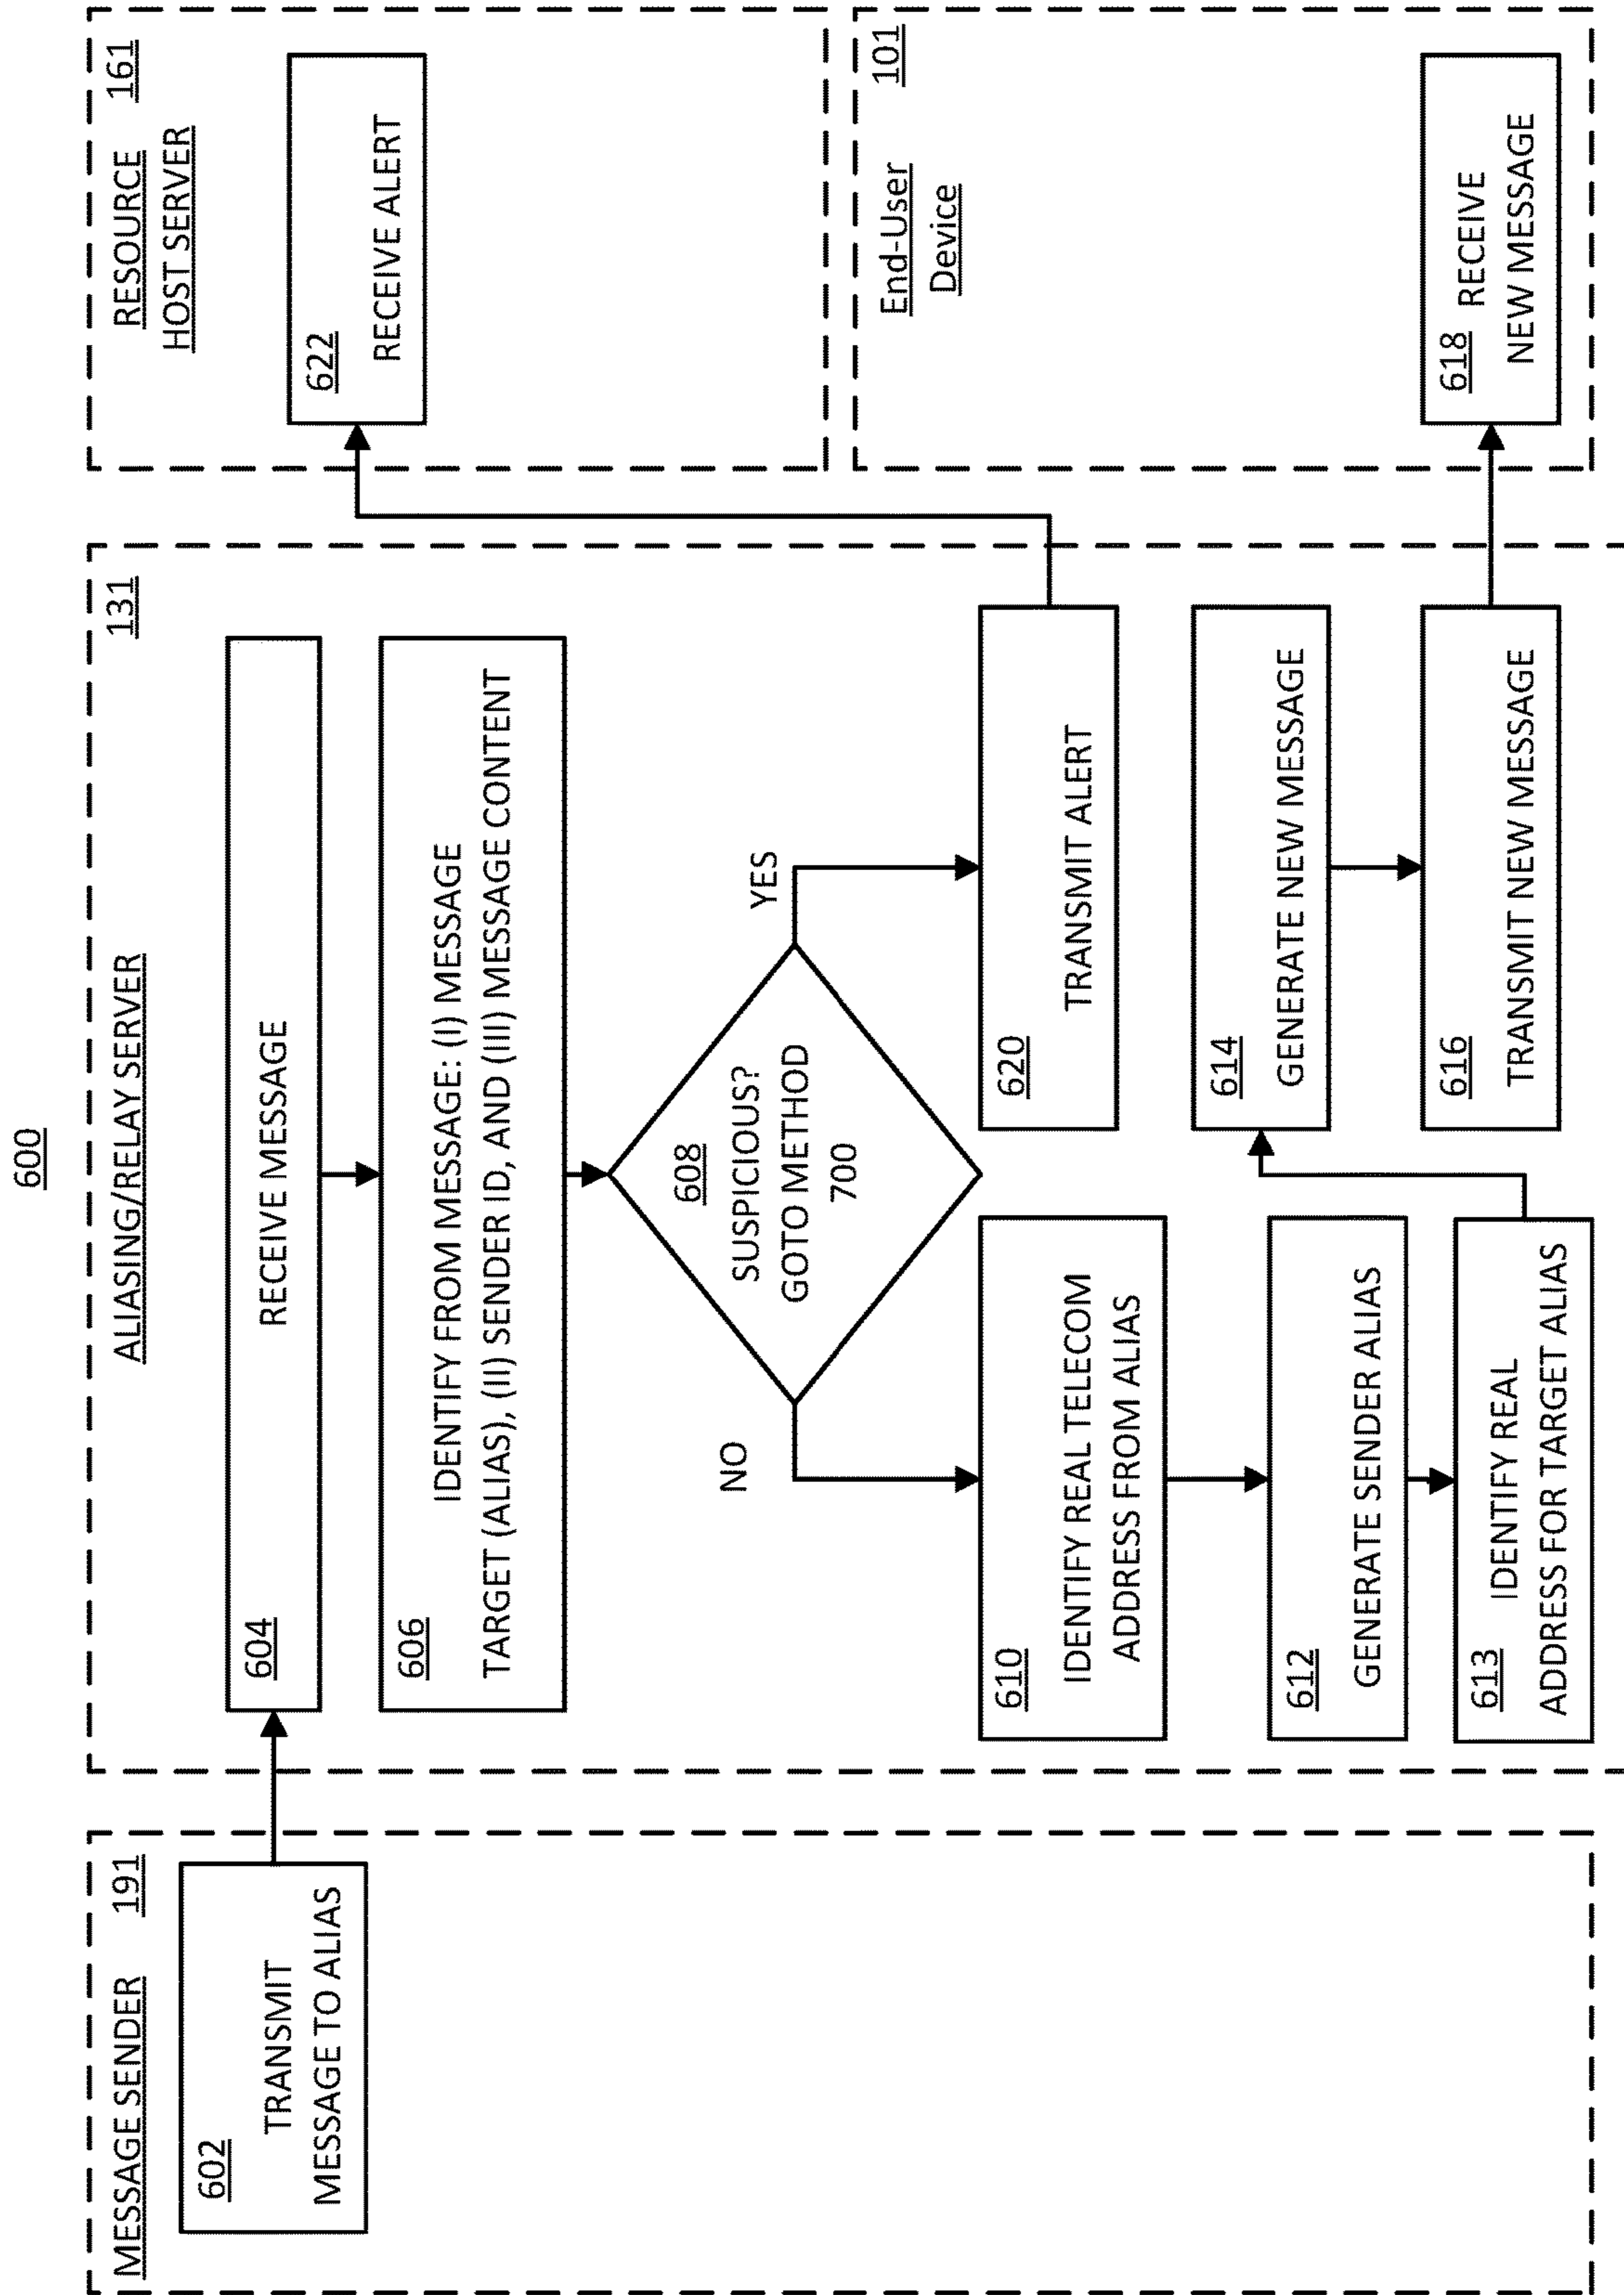 600
MESSAGE SENDER 191
602
TRANSMIT
MESSAGE TO ALIAS
ALIASING/RELAY SERVER 131
604
RECEIVE MESSAGE
606
IDENTIFY FROM MESSAGE: (I) MESSAGE
TARGET (ALIAS), (II) SENDER ID, AND (III) MESSAGE CONTENT
608
SUSPICIOUS?
GOTO METHOD
700
NO
YES
610
IDENTIFY REAL TELECOM
ADDRESS FROM ALIAS
612
GENERATE SENDER ALIAS
613
IDENTIFY REAL
ADDRESS FOR TARGET ALIAS
620
TRANSMIT ALERT
614
GENERATE NEW MESSAGE
616
TRANSMIT NEW MESSAGE
RESOURCE 161
HOST SERVER
622
RECEIVE ALERT
End-User 101
Device
618 RECEIVE
NEW MESSAGE